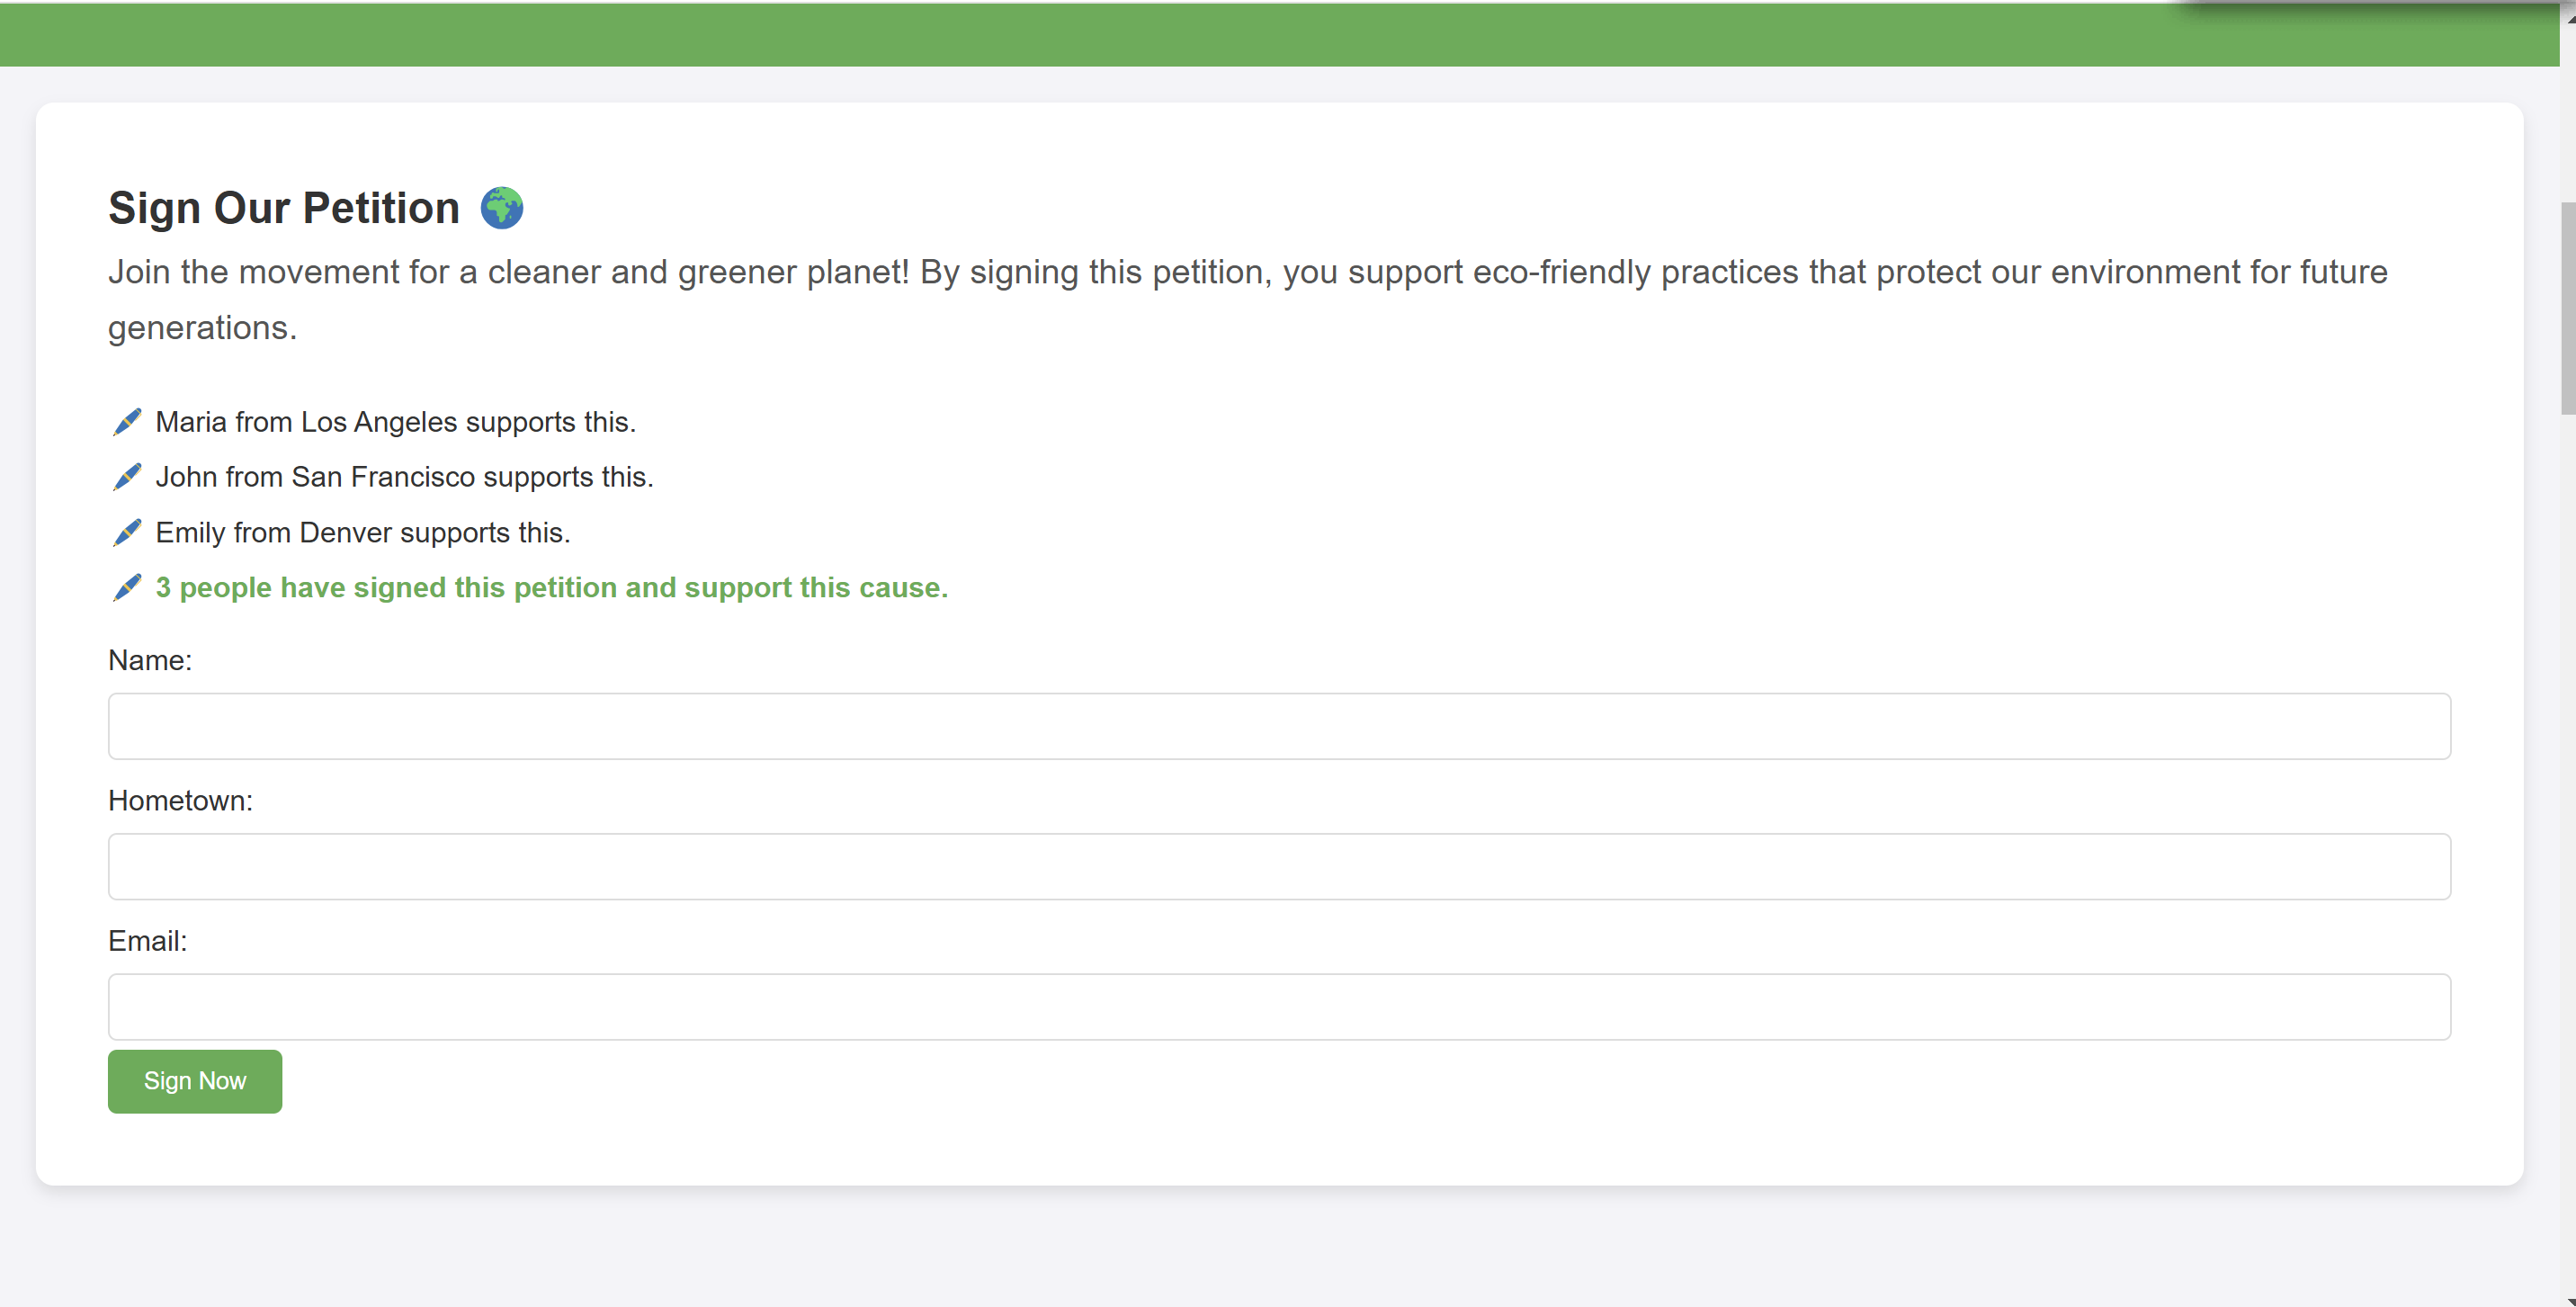 Sign Our Petition 🌍
Join the movement for a cleaner and greener planet! By signing this petition, you support eco-friendly practices that protect our environment for future
generations.
🖊️ Maria from Los Angeles supports this.
🖊️ John from San Francisco supports this.
🖊️ Emily from Denver supports this.
🖊️ 3 people have signed this petition and support this cause.
Name:
Hometown:
Email:
Sign Now